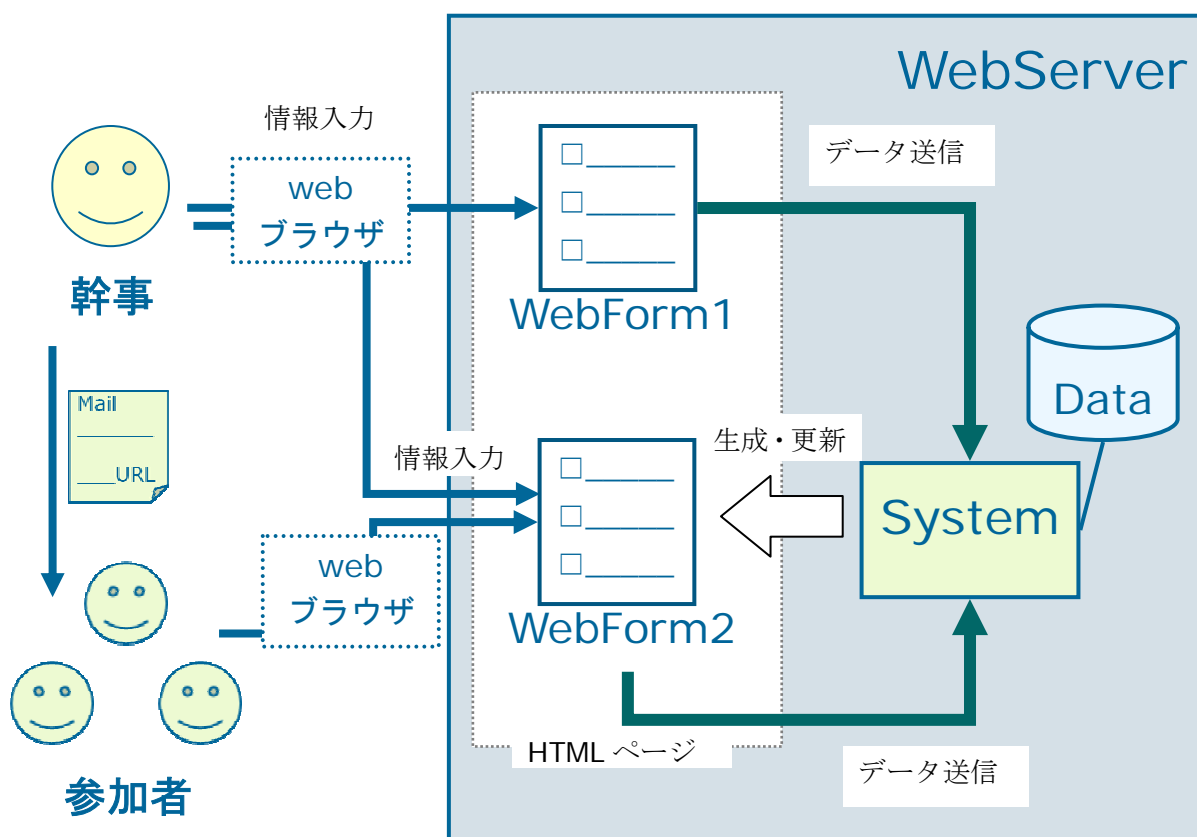 WebServer
情報入力
データ送信
web
ブラウザ
幹事
WebForm1
Mail
URL
Data
情報入力
生成・更新
System
web
ブラウザ
WebForm2
HTML ページ
データ送信
参加者